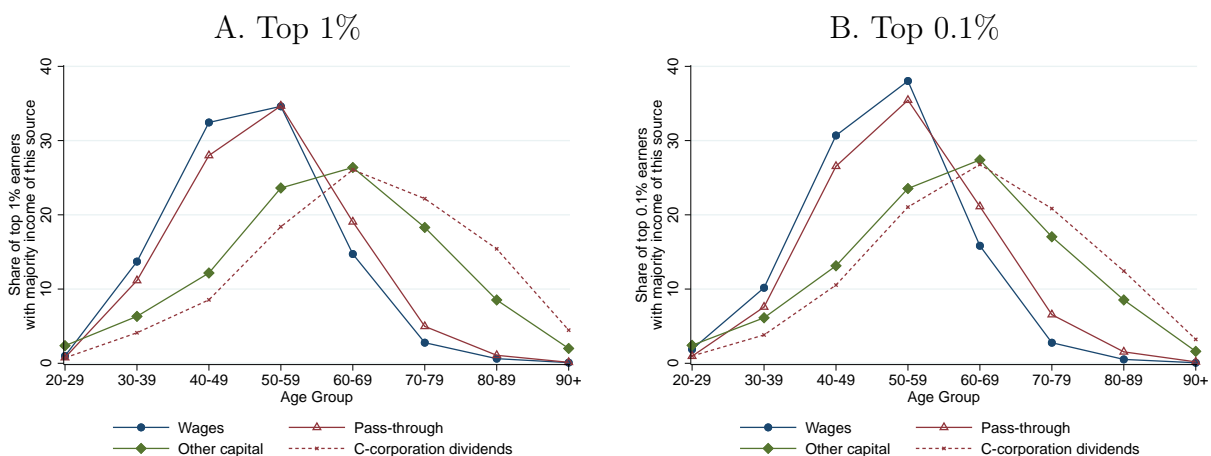 A. Top 1%
Share of top 1% earners
with majority income of this source
40
30
20
10
0
20-29 30-39 40-49 50-59 60-69 70-79 80-89 90+
Age Group
Wages Pass-through
Other capital C-corporation dividends
B. Top 0.1%
Share of top 0.1% earners
with majority income of this source
40
30
20
10
0
20-29 30-39 40-49 50-59 60-69 70-79 80-89 90+
Age Group
Wages Pass-through
Other capital C-corporation dividends